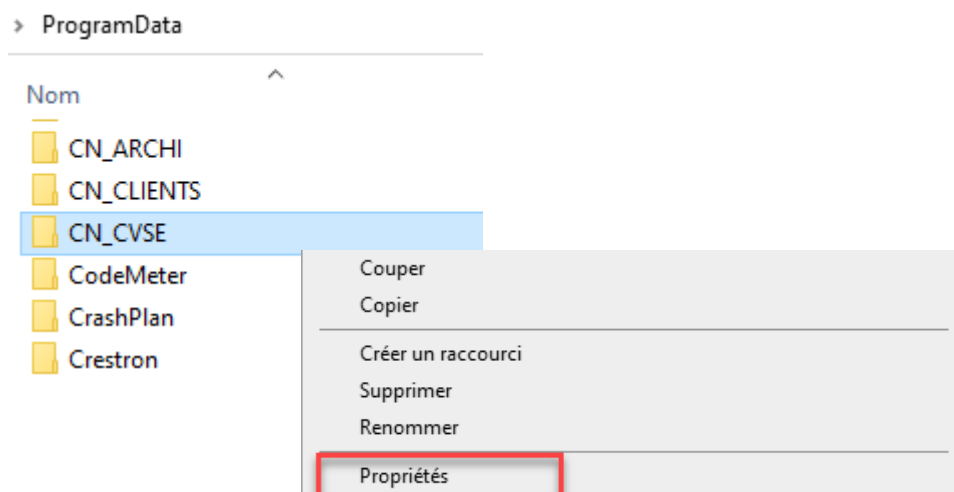 ProgramData
Nom
CN_ARCHI
CN_CLIENTS
CN_CVSE
CodeMeter
CrashPlan
Crestron
Couper
Copier
Créer un raccourci
Supprimer
Renommer
Propriétés